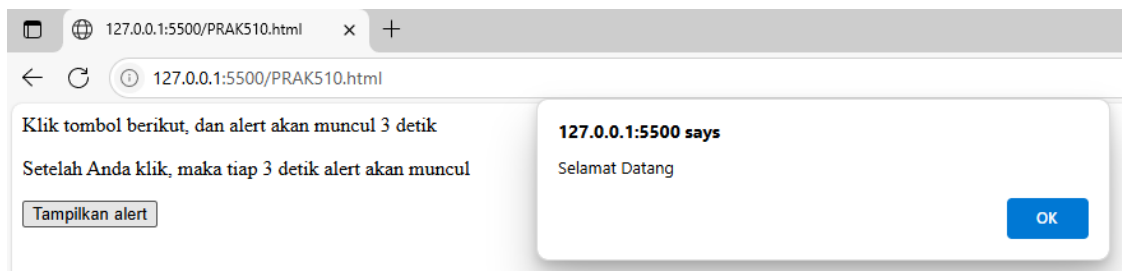 127.0.0.1:5500/PRAK510.html
127.0.0.1:5500/PRAK510.html
Klik tombol berikut, dan alert akan muncul 3 detik
Setelah Anda klik, maka tiap 3 detik alert akan muncul
Tampilkan alert
127.0.0.1:5500 says
Selamat Datang
OK